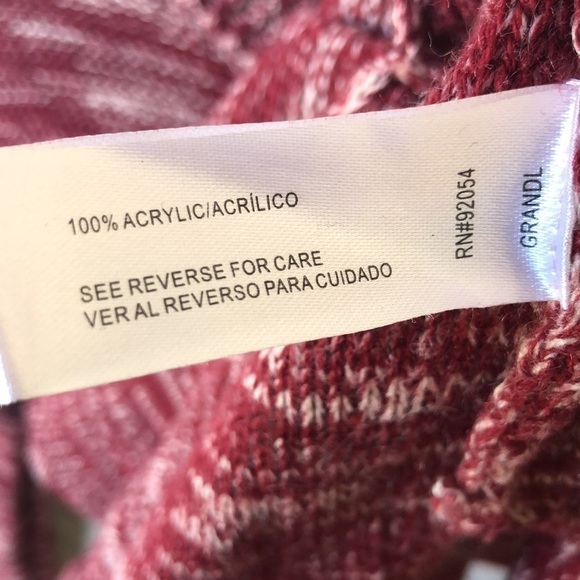 100% ACRYLIC/ACRÍLICO
SEE REVERSE FOR CARE
VER AL REVERSO PARA CUIDADO
RN#92054
GRANDL